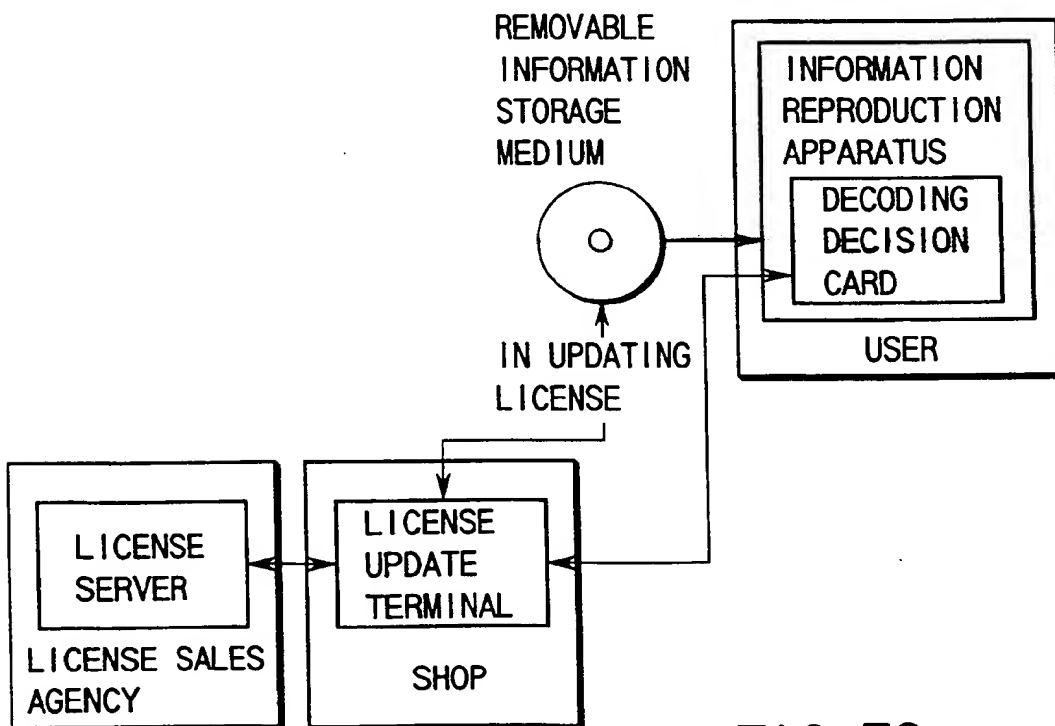 REMOVABLE
INFORMATION
STORAGE
MEDIUM
INFORMATION
REPRODUCTION
APPARATUS
DECODING
DECISION
CARD
USER
IN UPDATING
LICENSE
LICENSE
SERVER
LICENSE SALES
AGENCY
LICENSE
UPDATE
TERMINAL
SHOP